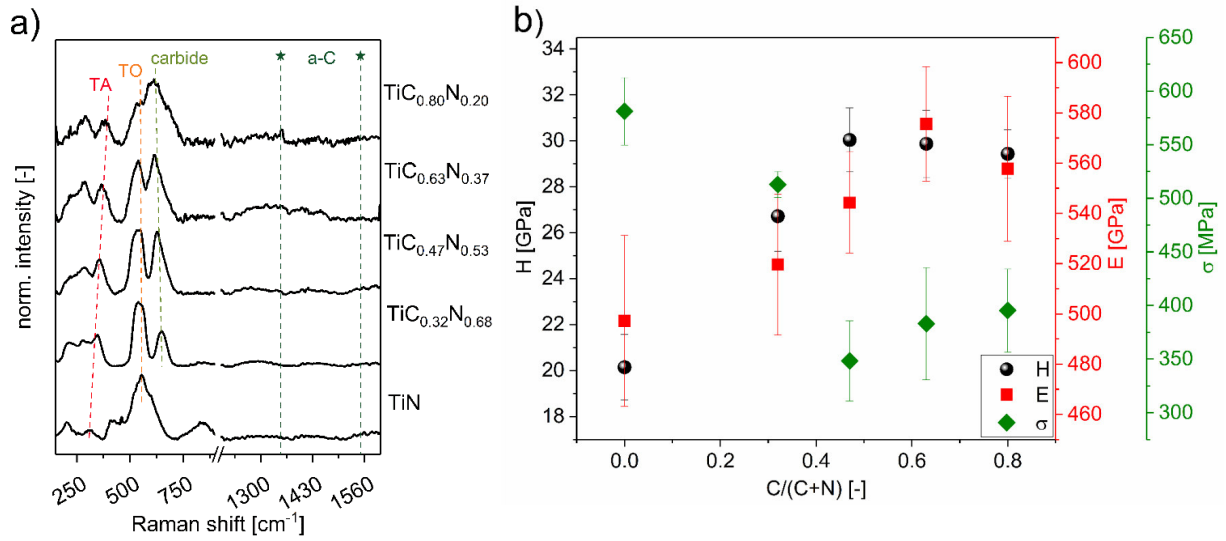 a)
★ a-C ★
carbide
TO
TA
TiC0.80N0.20
TiC0.63N0.37
TiC0.47N0.53
TiC0.32N0.68
TiN
norm. intensity [-]
250 500 750 1300 1430 1560
Raman shift [cm-1]
b)
34
32
30
28
26
24
22
20
18
H [GPa]
0.0 0.2 0.4 0.6 0.8
C/(C+N) [-]
H
E
σ
600
580
560
540
520
500
480
460
E [GPa]
650
600
550
500
450
400
350
300
σ [MPa]